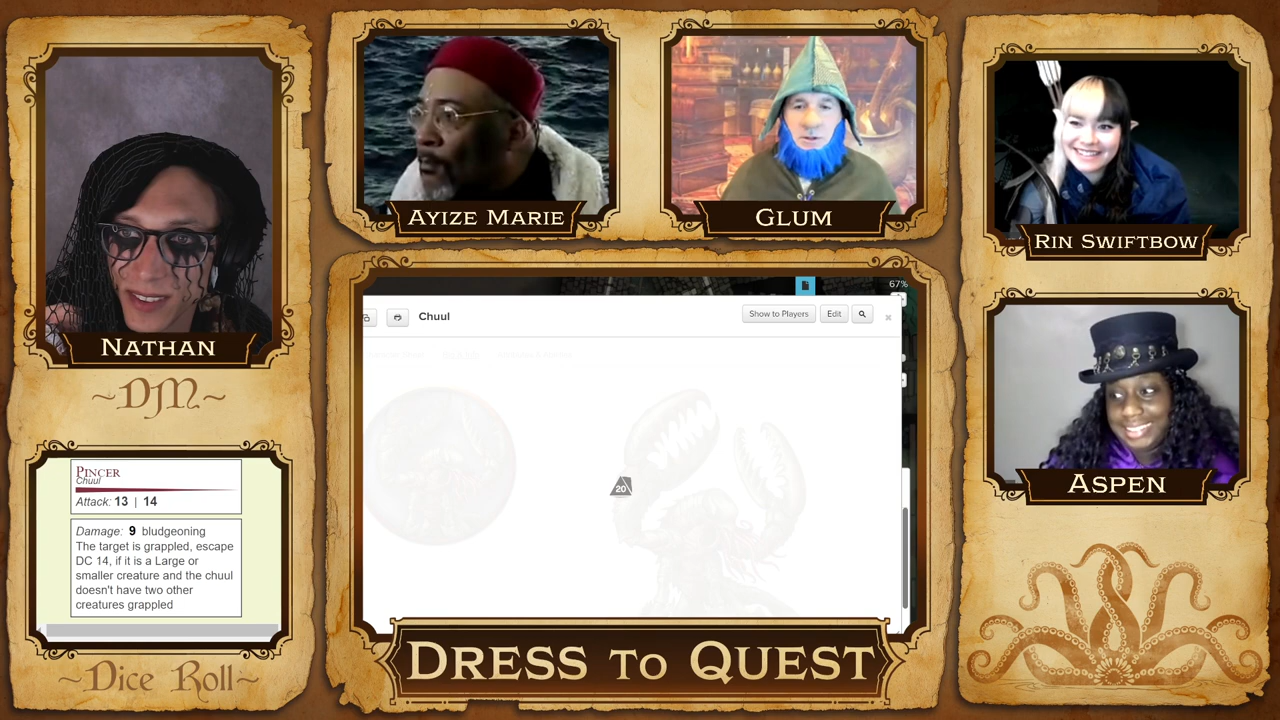 NATHAN
~DM~
PINCER
Chuul
Attack: 13 | 14
Damage: 9 bludgeoning
The target is grappled, escape
DC 14, if it is a Large or
smaller creature and the chuul
doesn't have two other
creatures grappled
~Dice Roll~
AYIZE MARIE
GLUM
67%
Chuul
Show to Players
Edit
20
DRESS TO QUEST
RIN SWIFTBOW
ASPEN